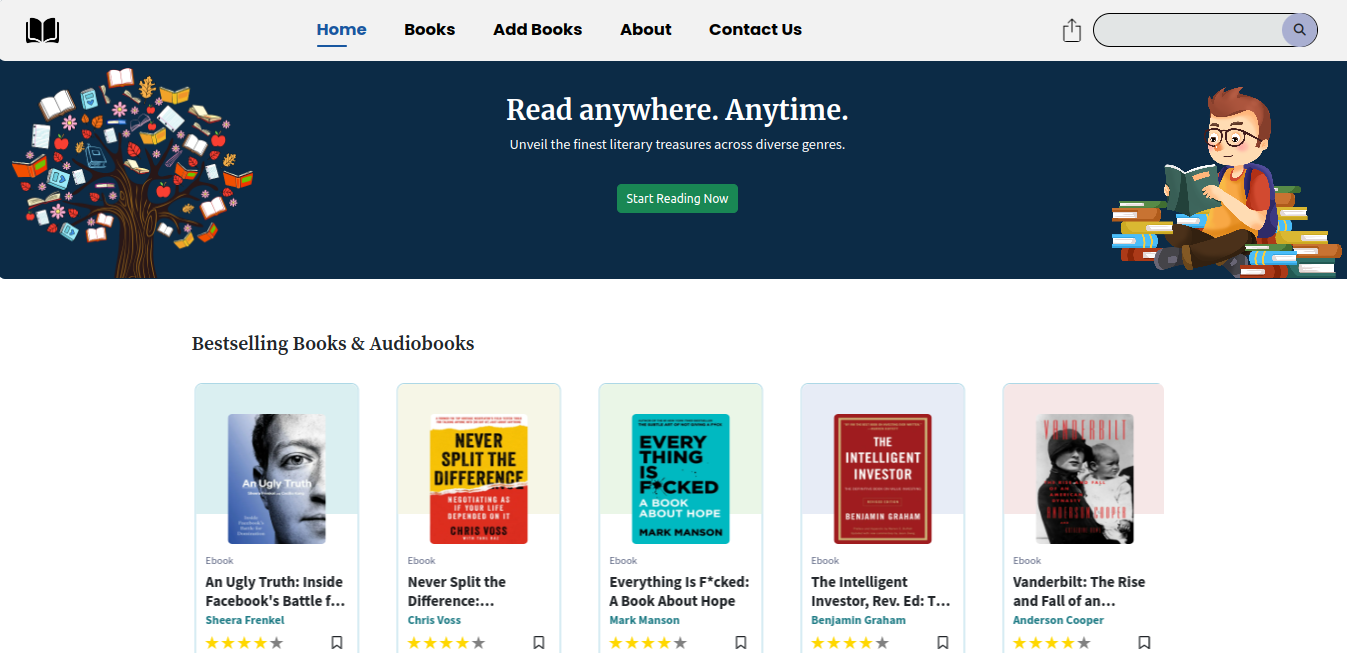 Home Books Add Books About Contact Us
Read anywhere. Anytime.
Unveil the finest literary treasures across diverse genres.
Start Reading Now
Bestselling Books & Audiobooks
An Ugly Truth
NEVER
SPLIT THE
DIFFERENCE
NEGOTIATING AS
IF YOUR LIFE
DEPENDED ON IT
CHRIS VOSS
EVERY
THING
IS
F*CKED
A BOOK
ABOUT HOPE
MARK MANSON
THE
INTELLIGENT
INVESTOR
BENJAMIN GRAHAM
VANDERBILT
ANDERSON COOPER
Ebook
An Ugly Truth: Inside
Facebook's Battle f...
Sheera Frenkel
Ebook
Never Split the
Difference:...
Chris Voss
Ebook
Everything Is F*cked:
A Book About Hope
Mark Manson
Ebook
The Intelligent
Investor, Rev. Ed: T...
Benjamin Graham
Ebook
Vanderbilt: The Rise
and Fall of an...
Anderson Cooper